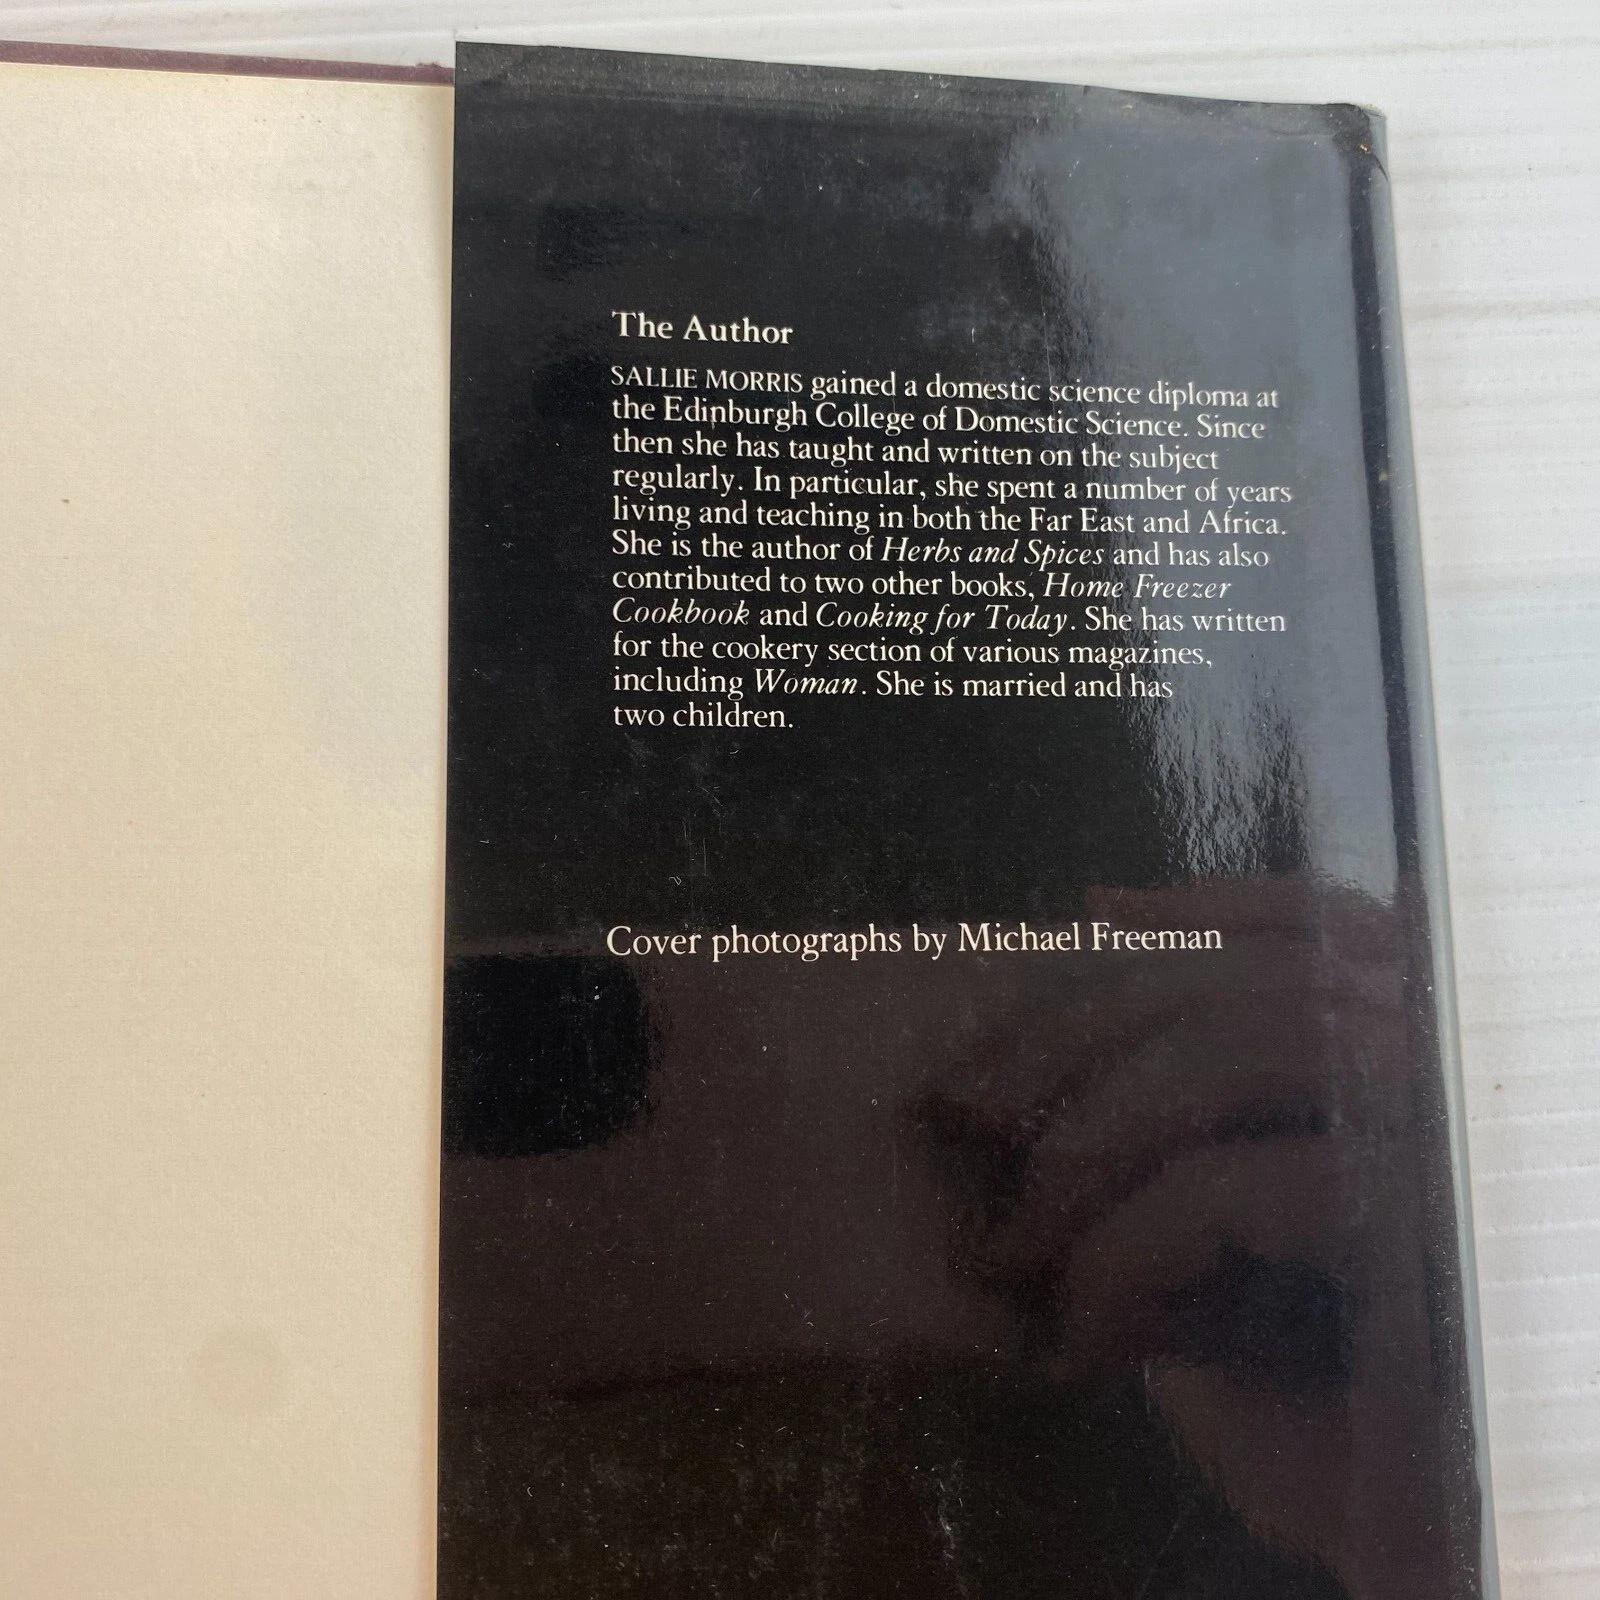 The Author
SALLIE MORRIS gained a domestic science diploma at
the Edinburgh College of Domestic Science. Since
then she has taught and written on the subject
regularly. In particular, she spent a number of years
living and teaching in both the Far East and Africa.
She is the author of Herbs and Spices and has also
contributed to two other books, Home Freezer
Cookbook and Cooking for Today. She has written
for the cookery section of various magazines,
including Woman. She is married and has
two children.
Cover photographs by Michael Freeman